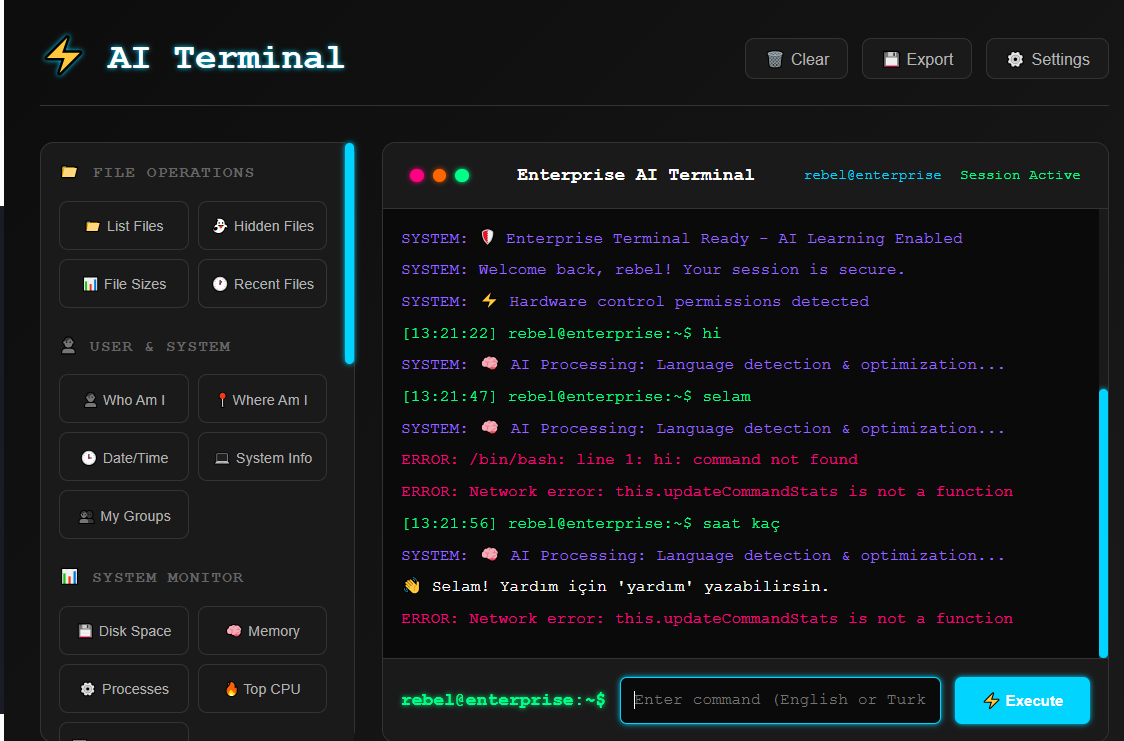 AI Terminal
Clear
Export
Settings
FILE OPERATIONS
List Files
Hidden Files
File Sizes
Recent Files
USER & SYSTEM
Who Am I
Where Am I
Date/Time
System Info
My Groups
SYSTEM MONITOR
Disk Space
Memory
Processes
Top CPU
Enterprise AI Terminal
rebel@enterprise
Session Active
SYSTEM: Enterprise Terminal Ready - AI Learning Enabled
SYSTEM: Welcome back, rebel! Your session is secure.
SYSTEM: ⚡ Hardware control permissions detected
[13:21:22] rebel@enterprise:~$ hi
SYSTEM: 🧠 AI Processing: Language detection & optimization...
[13:21:47] rebel@enterprise:~$ selam
SYSTEM: 🧠 AI Processing: Language detection & optimization...
ERROR: /bin/bash: line 1: hi: command not found
ERROR: Network error: this.updateCommandStats is not a function
[13:21:56] rebel@enterprise:~$ saat kaç
SYSTEM: 🧠 AI Processing: Language detection & optimization...
👋 Selam! Yardım için 'yardım' yazabilirsin.
ERROR: Network error: this.updateCommandStats is not a function
rebel@enterprise:~$
Enter command (English or Turk
Execute